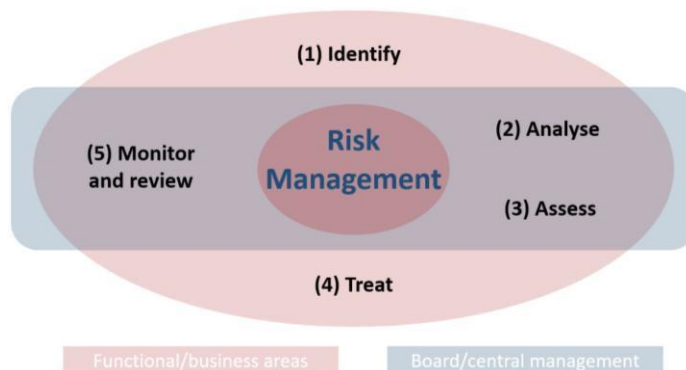 (1) Identify
(2) Analyse
Risk
Management
(5) Monitor
and review
(3) Assess
(4) Treat
Functional/business areas
Board/central management